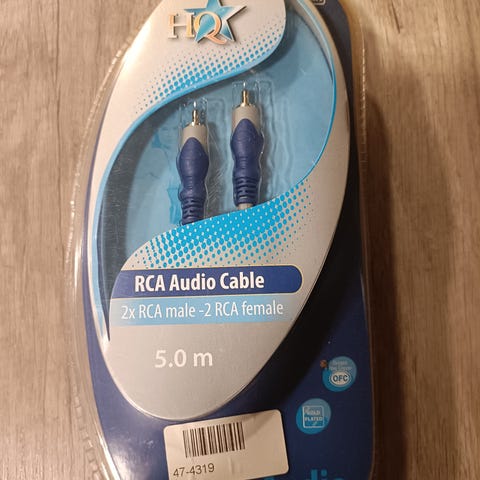 HQ
RCA Audio Cable
2x RCA male -2 RCA female
5.0 m
OFC
GOLD
PLATED
47-4319